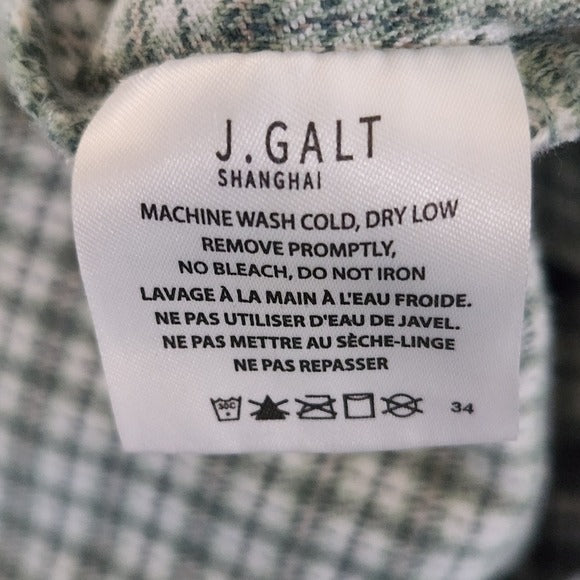 J.GALT
SHANGHAI
MACHINE WASH COLD, DRY LOW
REMOVE PROMPTLY,
NO BLEACH, DO NOT IRON
LAVAGE À LA MAIN À L'EAU FROIDE.
NE PAS UTILISER D'EAU DE JAVEL.
NE PAS METTRE AU SÈCHE-LINGE
NE PAS REPASSER
34